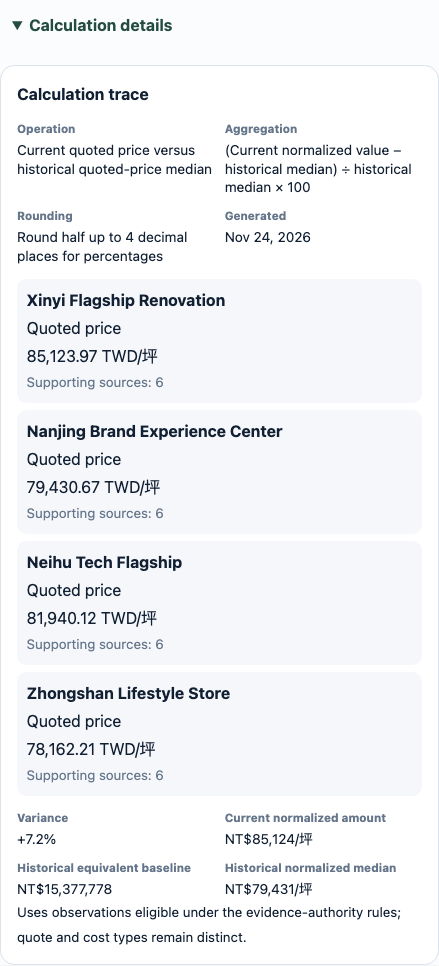 ▼ Calculation details
Calculation trace
Operation
Current quoted price versus
historical quoted-price median
Aggregation
(Current normalized value –
historical median) ÷ historical
median × 100
Rounding
Round half up to 4 decimal
places for percentages
Generated
Nov 24, 2026
Xinyi Flagship Renovation
Quoted price
85,123.97 TWD/坪
Supporting sources: 6
Nanjing Brand Experience Center
Quoted price
79,430.67 TWD/坪
Supporting sources: 6
Neihu Tech Flagship
Quoted price
81,940.12 TWD/坪
Supporting sources: 6
Zhongshan Lifestyle Store
Quoted price
78,162.21 TWD/坪
Supporting sources: 6
Variance
+7.2%
Current normalized amount
NT$85,124/坪
Historical equivalent baseline
NT$15,377,778
Historical normalized median
NT$79,431/坪
Uses observations eligible under the evidence-authority rules;
quote and cost types remain distinct.